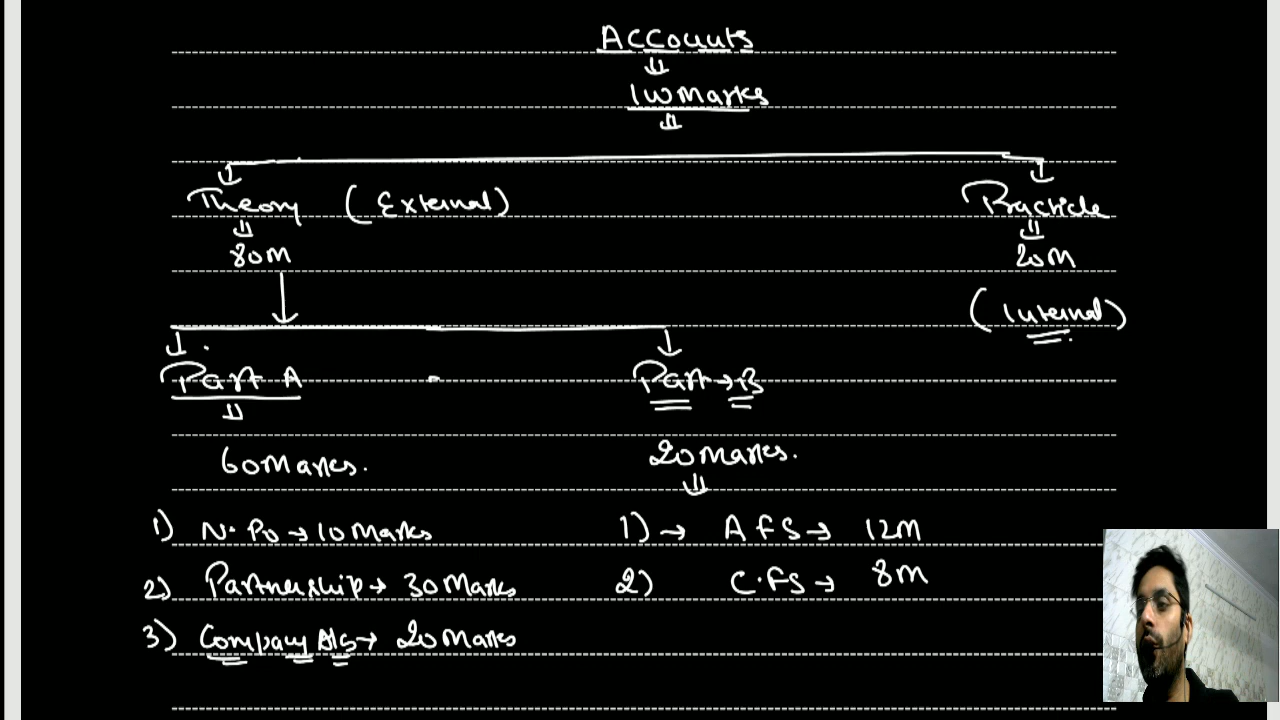 Accounts
100 Marks
Theory (External) Practicle
80M 20M
(Internal)
Part A Part → B
60 Marks. 20 Marks.
1) N.Po → 10 Marks 1) → AFS → 12M
2) Partnership → 30 Marks 2) C.FS → 8M
3) Company A/S → 20 Marks